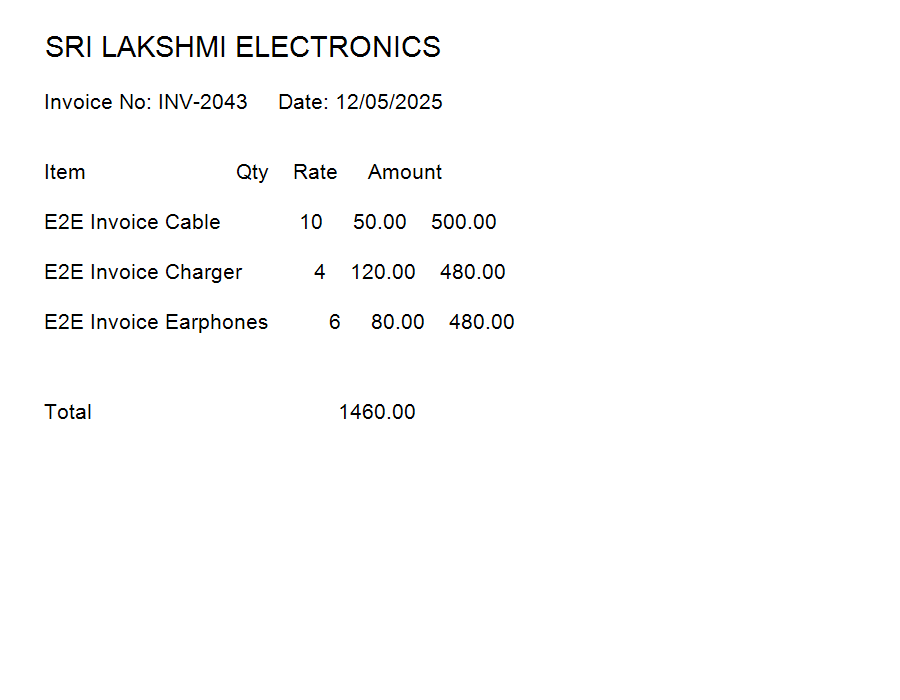 SRI LAKSHMI ELECTRONICS
Invoice No: INV-2043 Date: 12/05/2025
Item Qty Rate Amount
E2E Invoice Cable 10 50.00 500.00
E2E Invoice Charger 4 120.00 480.00
E2E Invoice Earphones 6 80.00 480.00
Total 1460.00